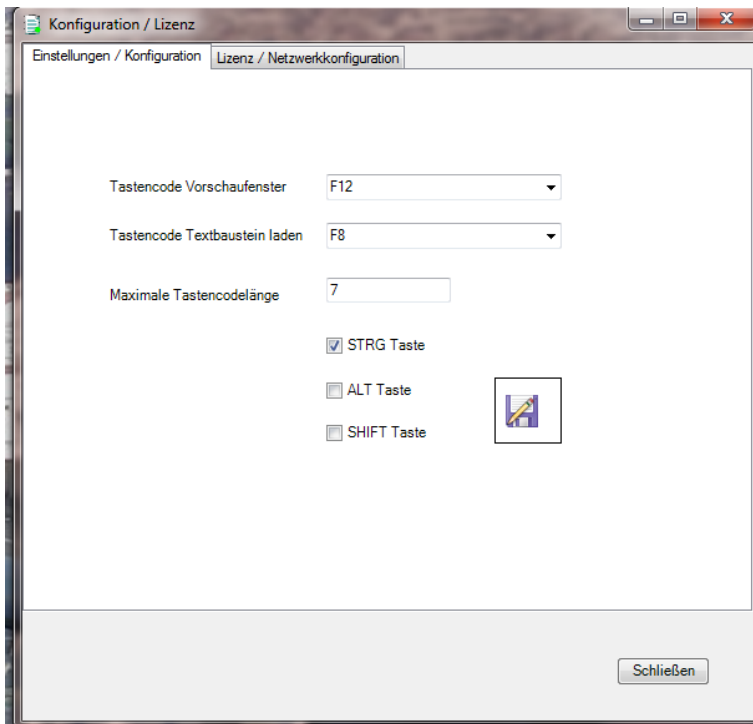 Konfiguration / Lizenz
Einstellungen / Konfiguration Lizenz / Netzwerkkonfiguration
Tastencode Vorschaufenster F12
Tastencode Textbaustein laden F8
Maximale Tastencodelänge 7
STRG Taste
ALT Taste
SHIFT Taste
Schließen